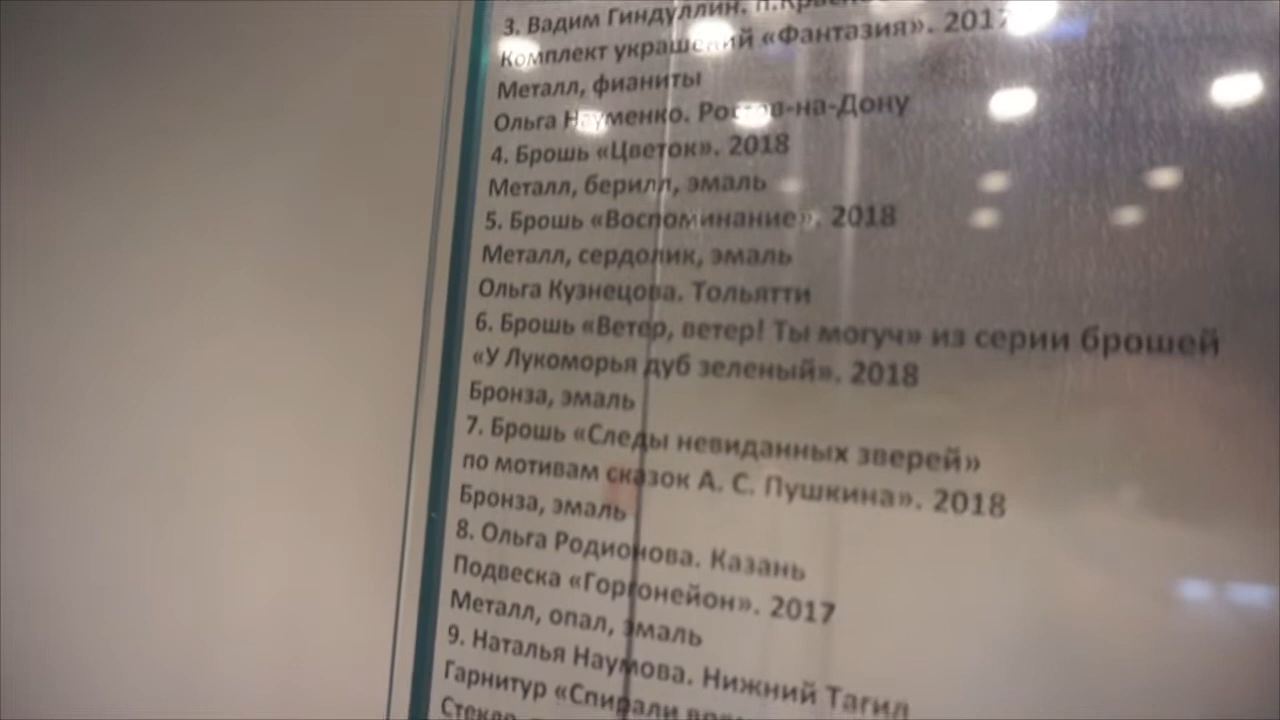 3. Вадим Гиндуллин.
Комплект украшений «Фантазия». 2017
Металл, фианиты
Ольга Науменко. Ростов-на-Дону
4. Брошь «Цветок». 2018
Металл, берилл, эмаль
5. Брошь «Воспоминание». 2018
Металл, сердолик, эмаль
Ольга Кузнецова. Тольятти
6. Брошь «Ветер, ветер! Ты могуч» из серии брошей
«У Лукоморья дуб зеленый». 2018
Бронза, эмаль
7. Брошь «Следы невиданных зверей»
по мотивам сказок А. С. Пушкина». 2018
Бронза, эмаль
8. Ольга Родионова. Казань
Подвеска «Горгонейон». 2017
Металл, опал, эмаль
9. Наталья Наумова. Нижний Тагил
Гарнитур «Спирали